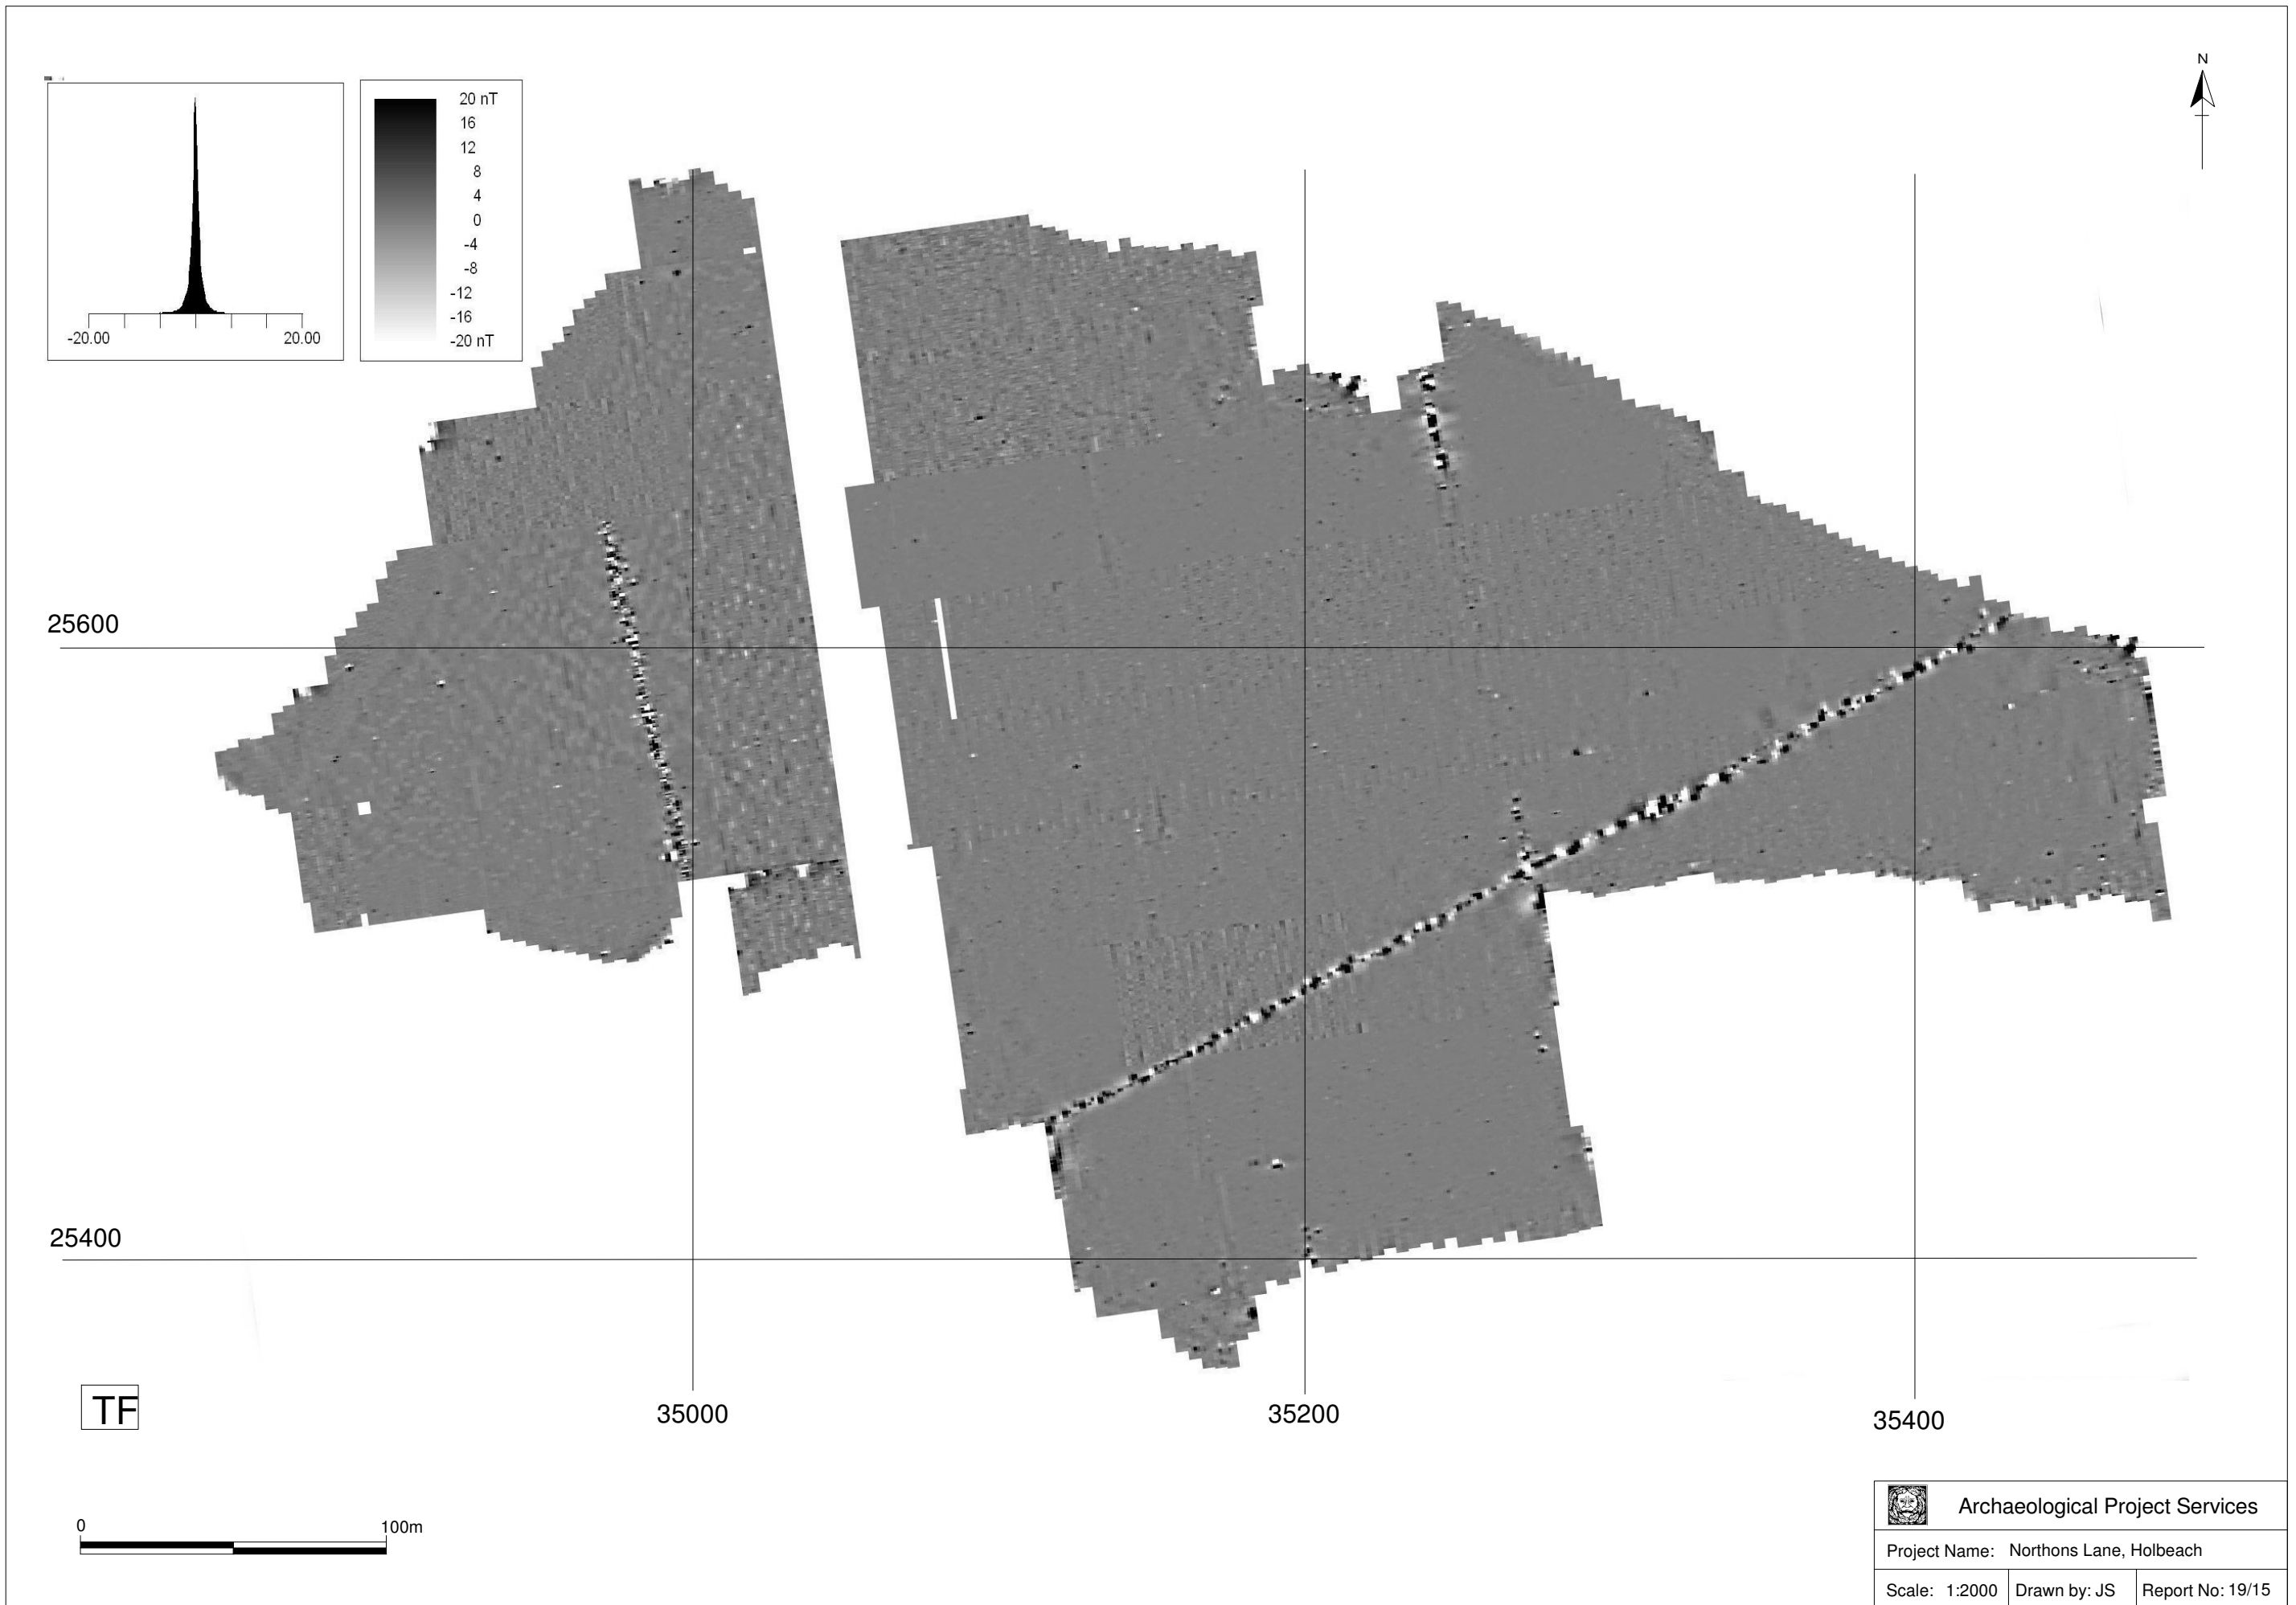 N
20 nT
16
12
8
4
0
-4
-8
-12
-16
-20 nT
-20.00 20.00
25600
25400
TF
35000 35200 35400
0 100m
Archaeological Project Services
Project Name: Northons Lane, Holbeach
Scale: 1:2000 Drawn by: JS Report No: 19/15